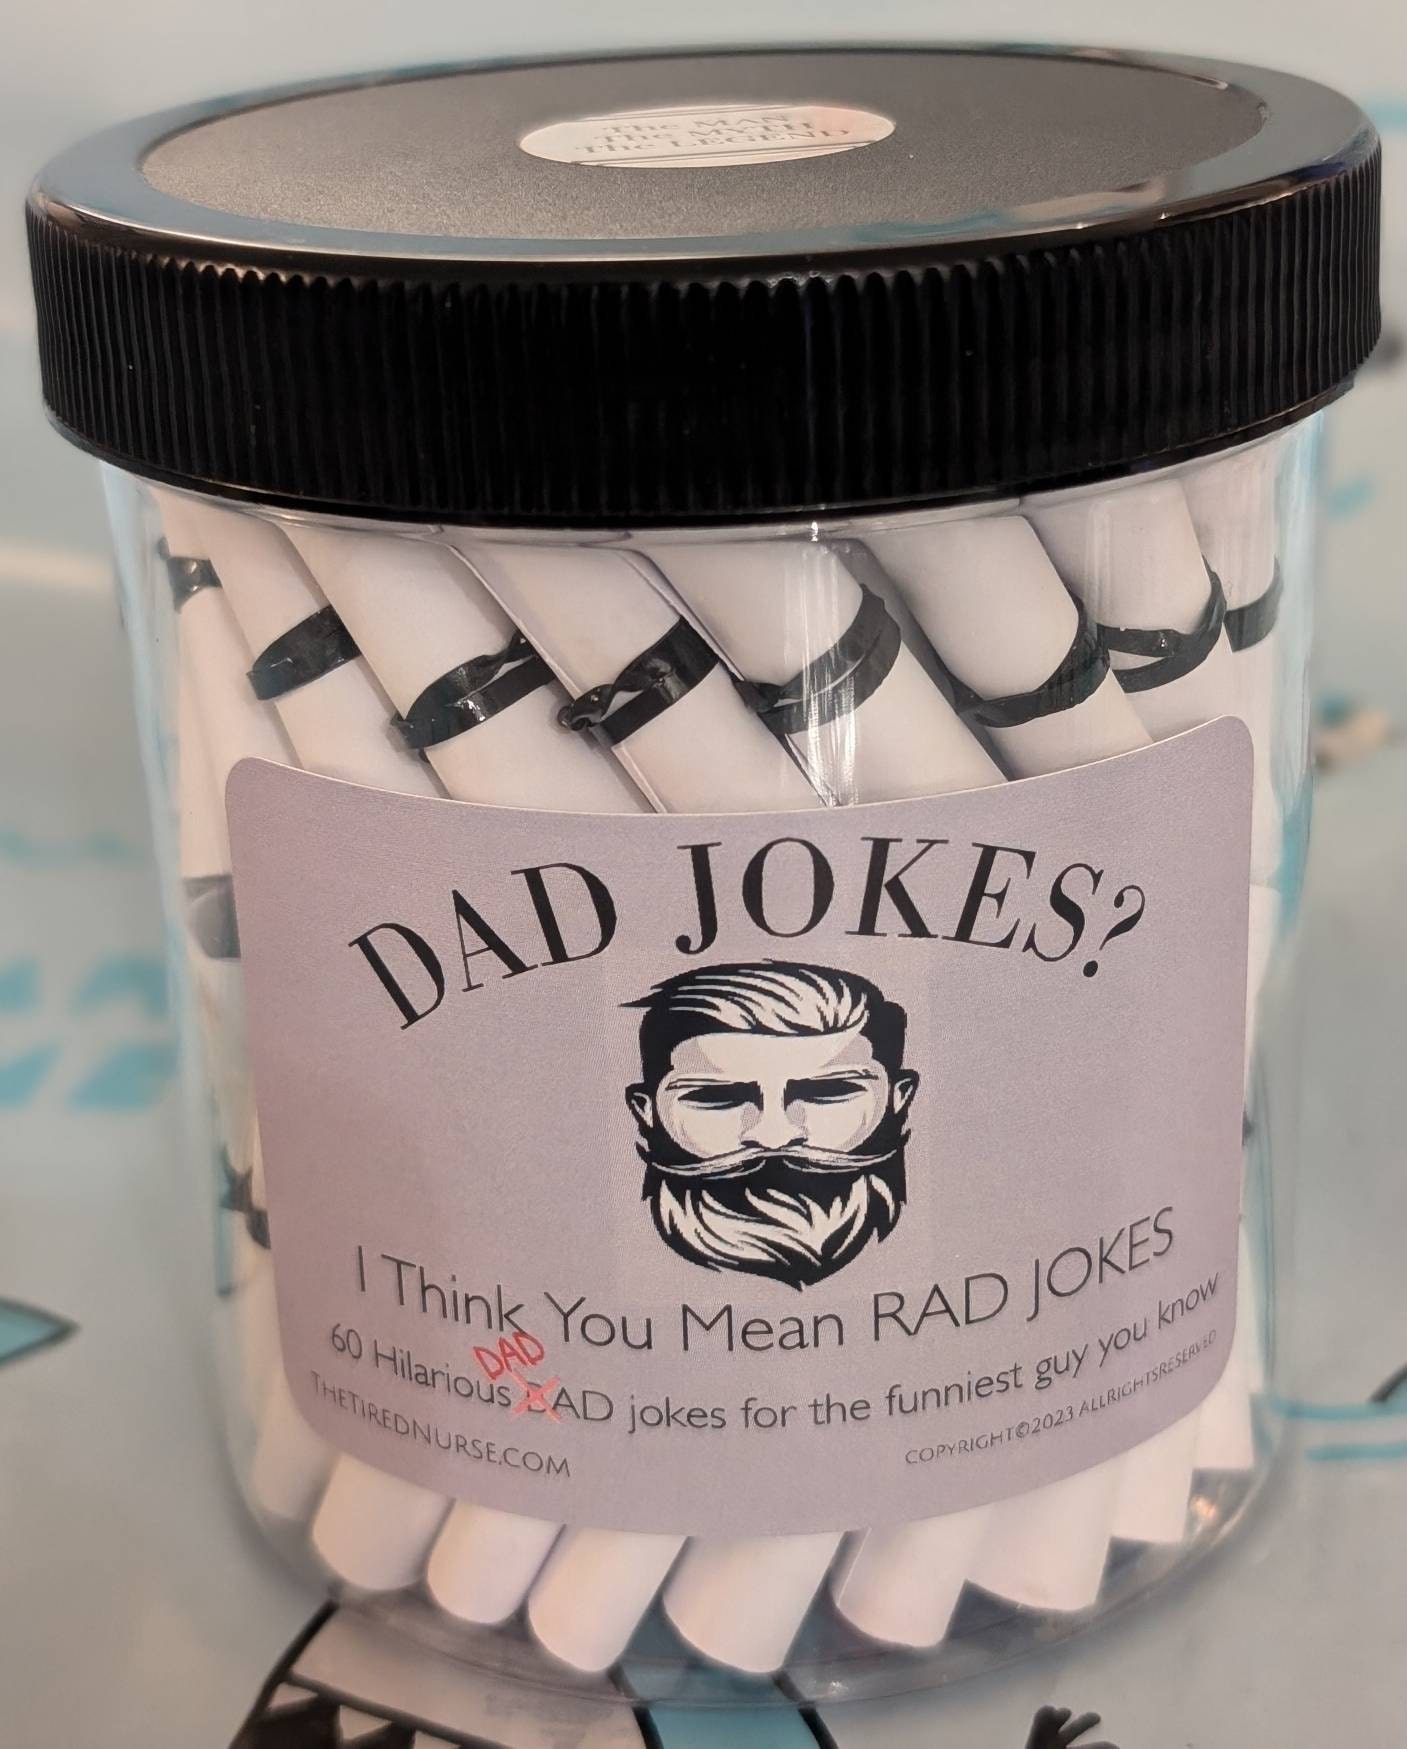 The MAN
The MYTH
The LEGEND
DAD JOKES?
I Think You Mean RAD JOKES
DAD
60 Hilarious BAD jokes for the funniest guy you know
THETIREDNURSE.COM
COPYRIGHT©2023 ALLRIGHTSRESERVED